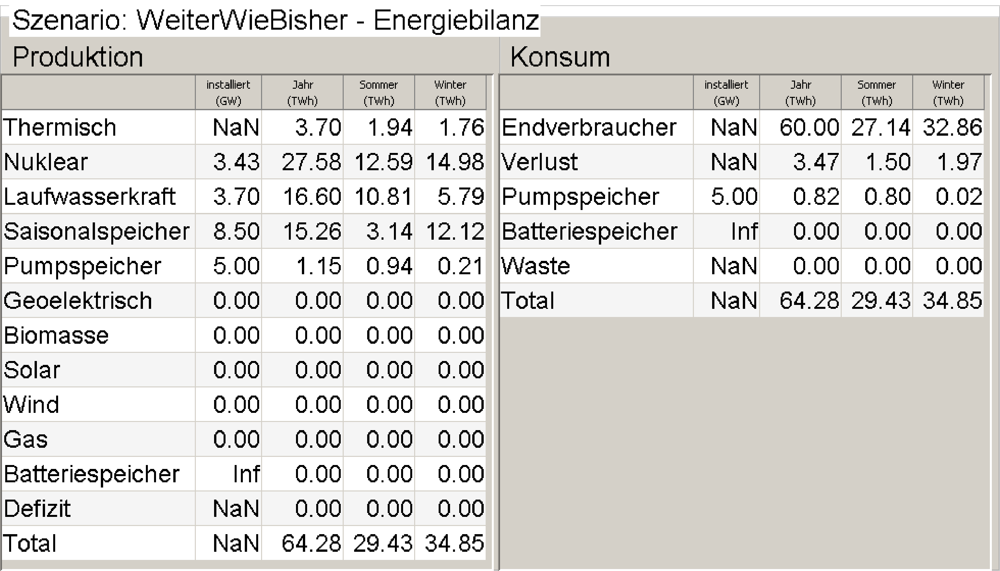 Szenario: WeiterWieBisher - Energiebilanz
Produktion
installiert (GW) Jahr (TWh) Sommer (TWh) Winter (TWh)
Thermisch NaN 3.70 1.94 1.76
Nuklear 3.43 27.58 12.59 14.98
Laufwasserkraft 3.70 16.60 10.81 5.79
Saisonalspeicher 8.50 15.26 3.14 12.12
Pumpspeicher 5.00 1.15 0.94 0.21
Geoelektrisch 0.00 0.00 0.00 0.00
Biomasse 0.00 0.00 0.00 0.00
Solar 0.00 0.00 0.00 0.00
Wind 0.00 0.00 0.00 0.00
Gas 0.00 0.00 0.00 0.00
Batteriespeicher Inf 0.00 0.00 0.00
Defizit NaN 0.00 0.00 0.00
Total NaN 64.28 29.43 34.85
Konsum
installiert (GW) Jahr (TWh) Sommer (TWh) Winter (TWh)
Endverbraucher NaN 60.00 27.14 32.86
Verlust NaN 3.47 1.50 1.97
Pumpspeicher 5.00 0.82 0.80 0.02
Batteriespeicher Inf 0.00 0.00 0.00
Waste NaN 0.00 0.00 0.00
Total NaN 64.28 29.43 34.85